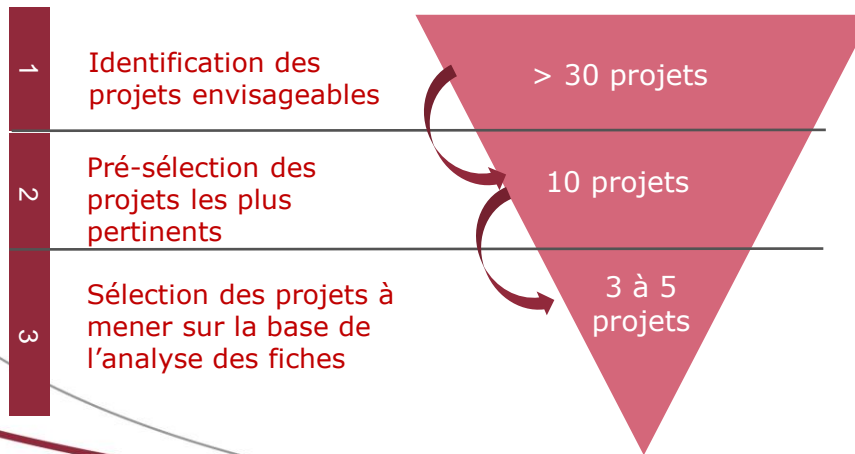 1
Identification des
projets envisageables
> 30 projets
2
Pré-sélection des
projets les plus
pertinents
10 projets
3
Sélection des projets à
mener sur la base de
l’analyse des fiches
3 à 5
projets